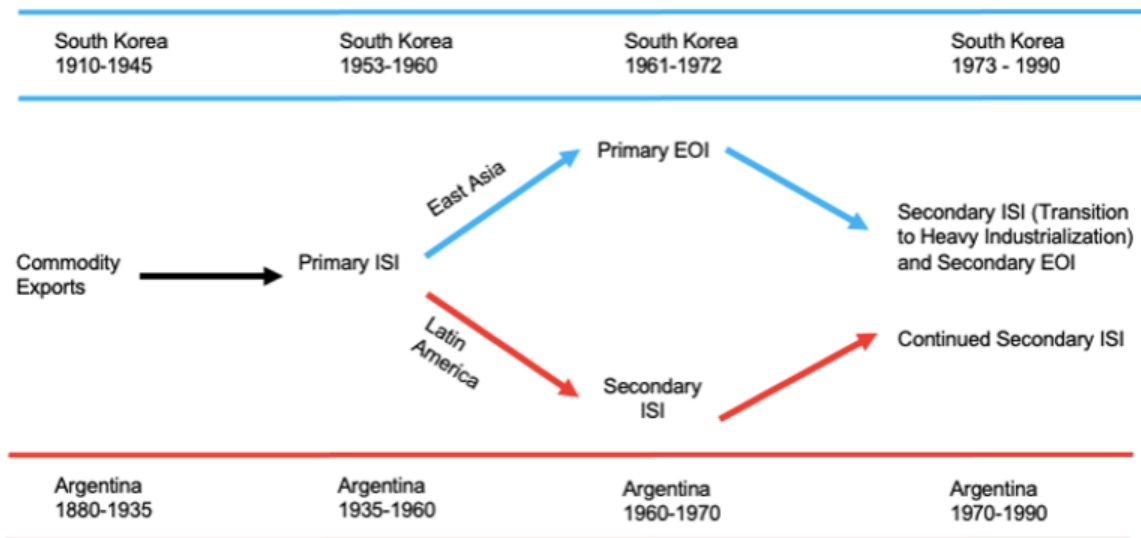 South Korea
1910-1945
South Korea
1953-1960
South Korea
1961-1972
South Korea
1973 - 1990
Commodity
Exports
Primary ISI
East Asia
Primary EOI
Secondary ISI (Transition
to Heavy Industrialization)
and Secondary EOI
Latin
America
Secondary
ISI
Continued Secondary ISI
Argentina
1880-1935
Argentina
1935-1960
Argentina
1960-1970
Argentina
1970-1990